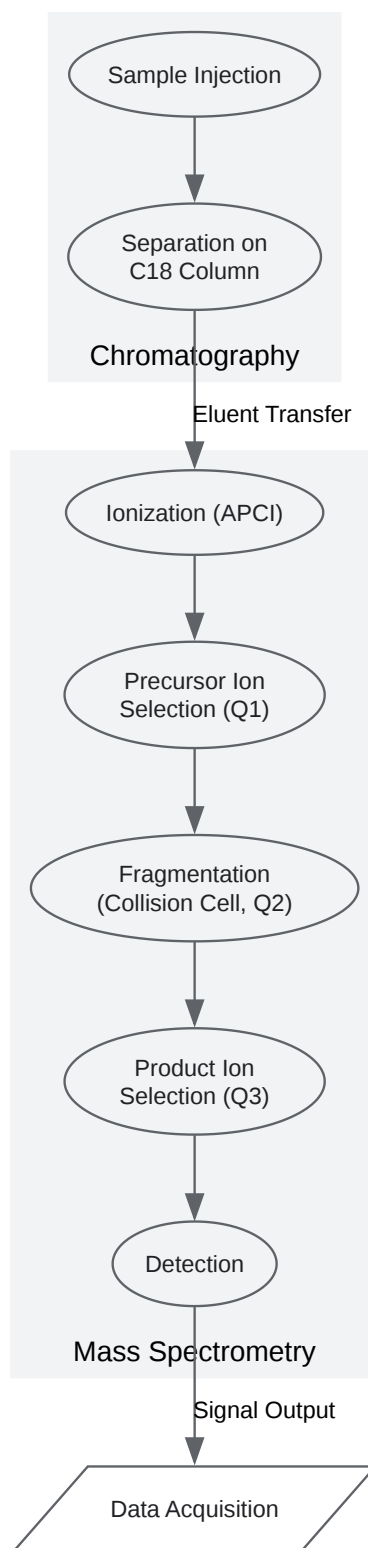 Sample Injection
Separation on
C18 Column
Chromatography
Eluent Transfer
Ionization (APCI)
Precursor Ion
Selection (Q1)
Fragmentation
(Collision Cell, Q2)
Product Ion
Selection (Q3)
Detection
Mass Spectrometry
Signal Output
Data Acquisition